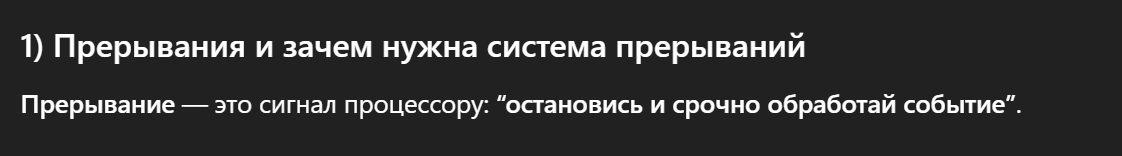 1) Прерывания и зачем нужна система прерываний
Прерывание — это сигнал процессору: “остановись и срочно обработай событие”.